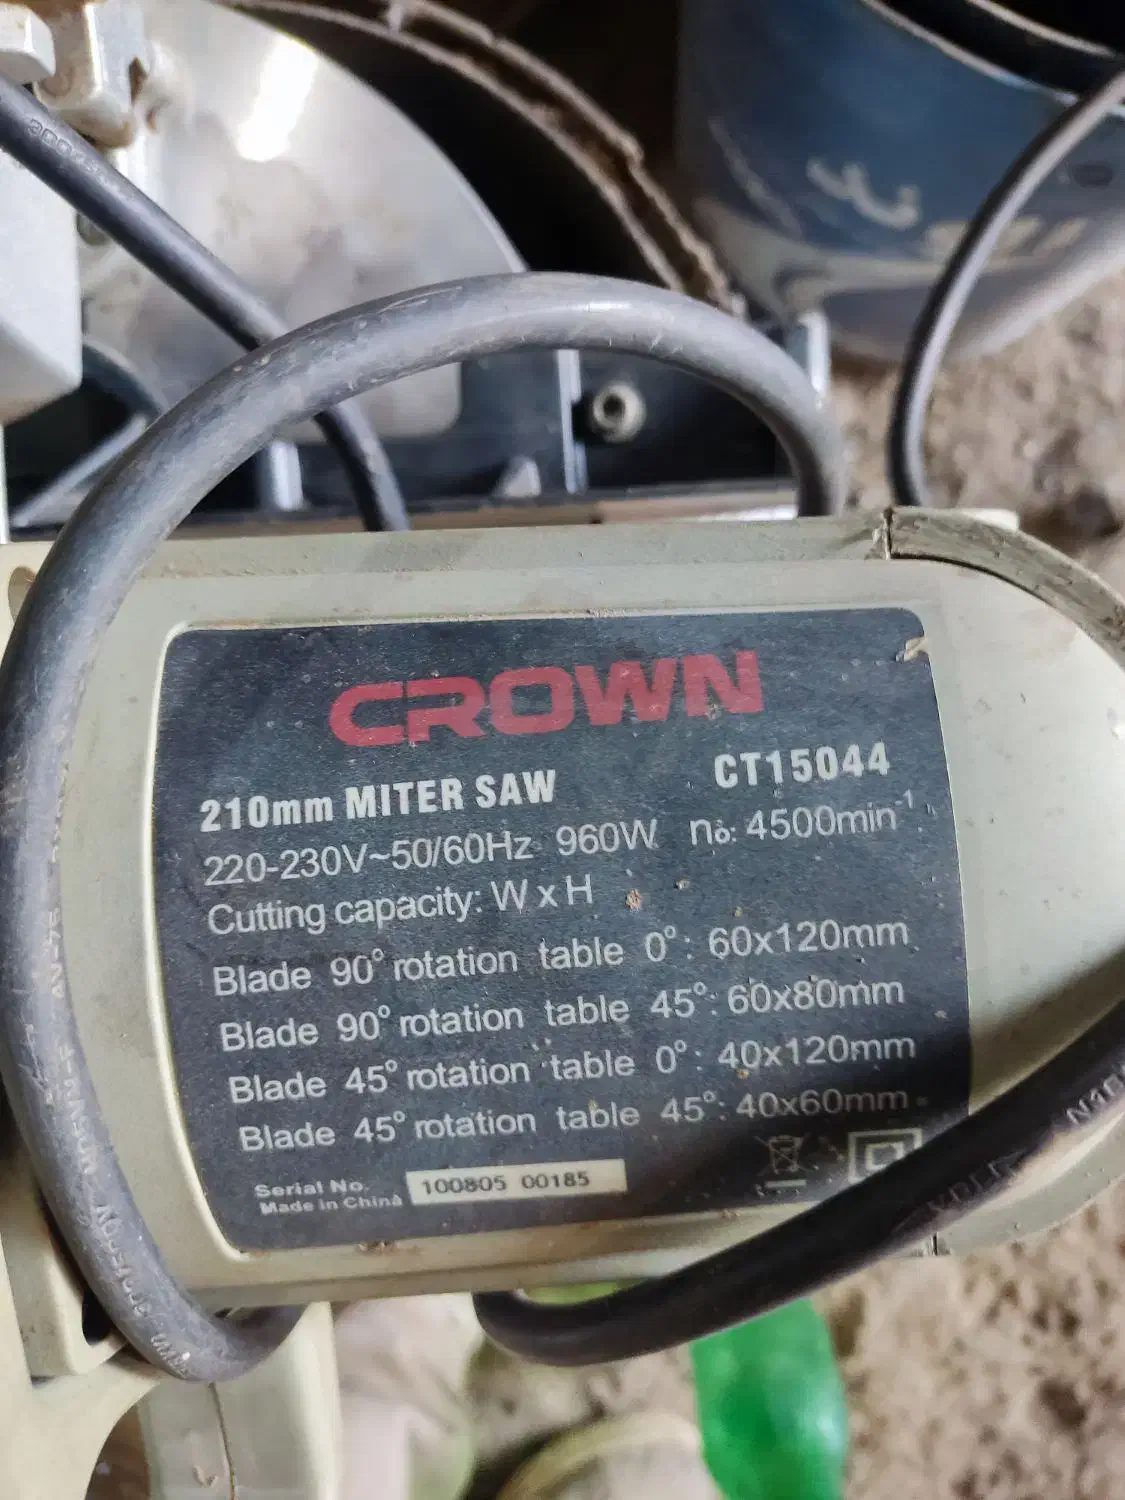 CROWN
210mm MITER SAW CT15044
220-230V~50/60Hz 960W no: 4500min-1
Cutting capacity: W x H
Blade 90° rotation table 0°: 60x120mm
Blade 90° rotation table 45°: 60x80mm
Blade 45° rotation table 0°: 40x120mm
Blade 45° rotation table 45°: 40x60mm
Serial No. 100805 00185
Made in China